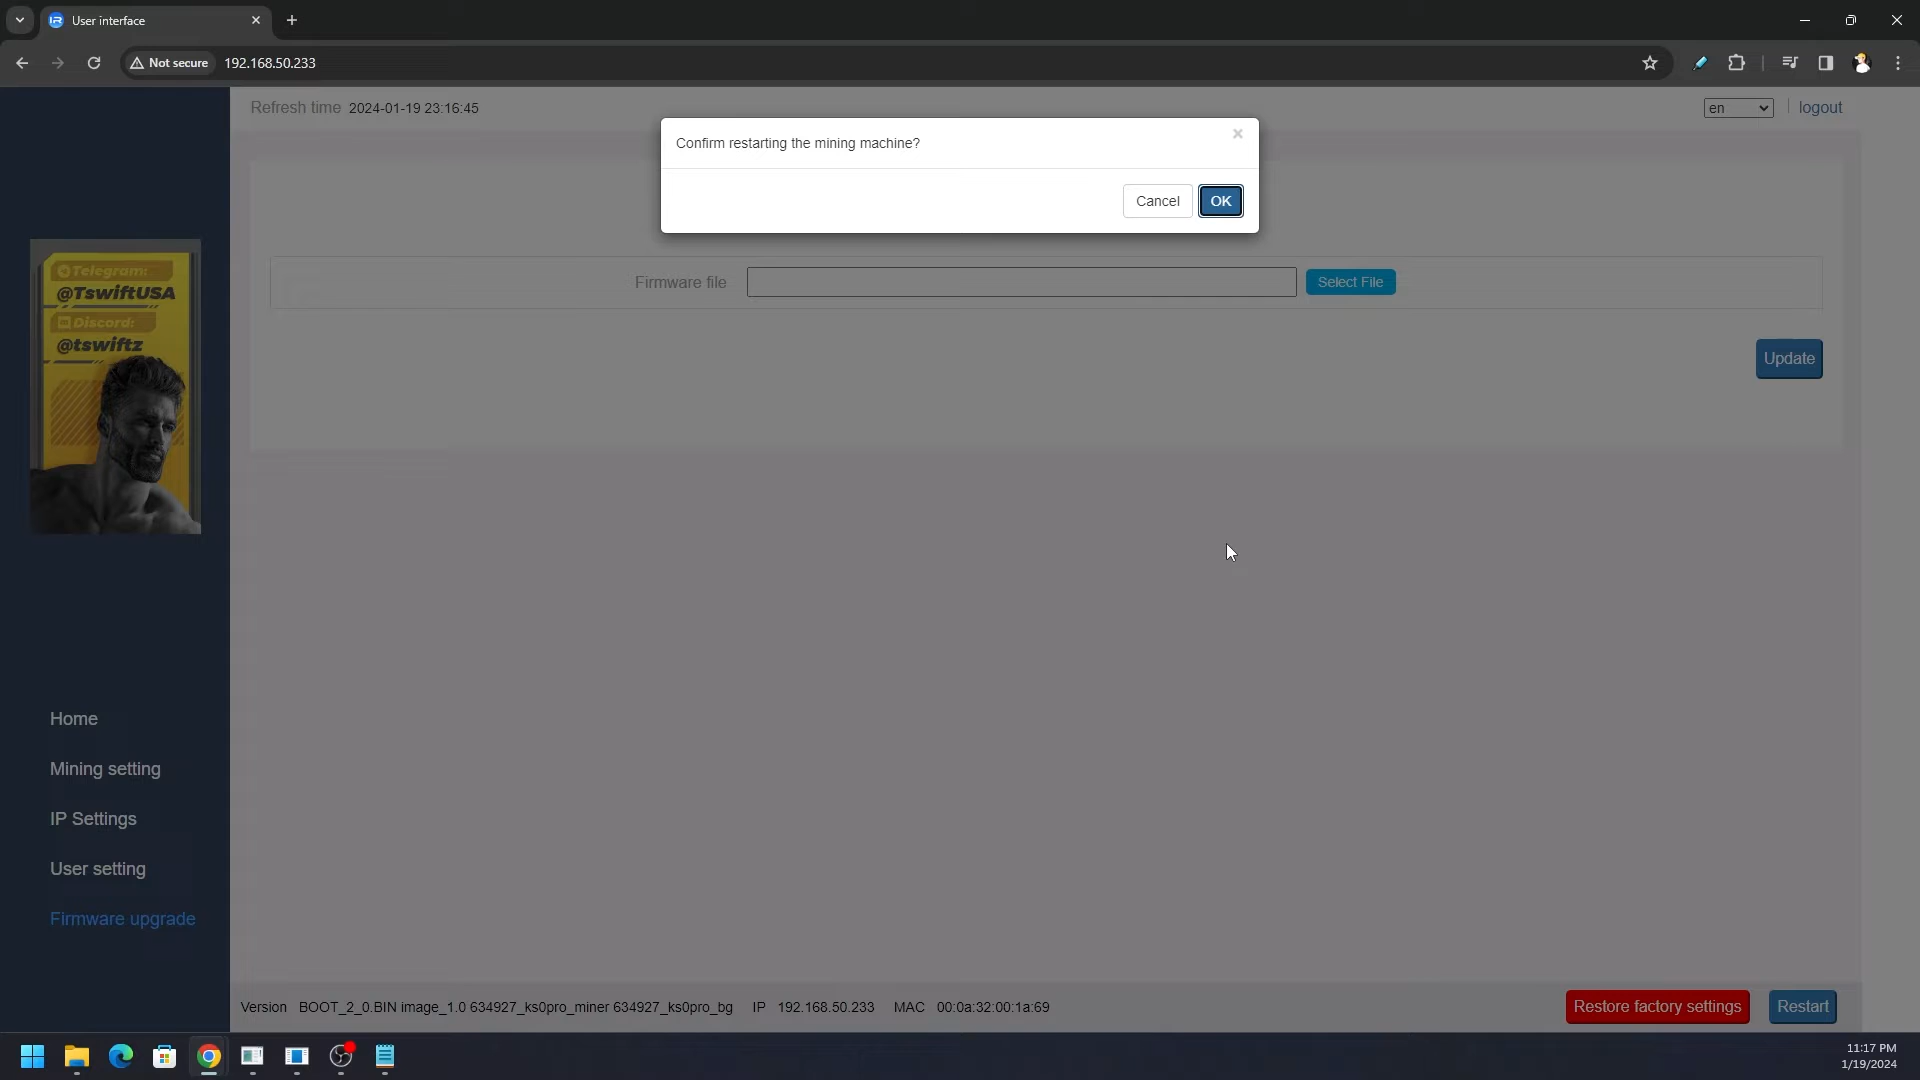 User interface
Not secure
192.168.50.233
Refresh time 2024-01-19 23:16:45
en
logout
Confirm restarting the mining machine?
×
Cancel
OK
Firmware file
Select File
Update
Telegram:
@TswiftUSA
Discord:
@tswiftz
Home
Mining setting
IP Settings
User setting
Firmware upgrade
Version BOOT_2_0.BIN image_1.0 634927_ks0pro_miner 634927_ks0pro_bg IP 192.168.50.233 MAC 00:0a:32:00:1a:69
Restore factory settings
Restart
11:17 PM
1/19/2024